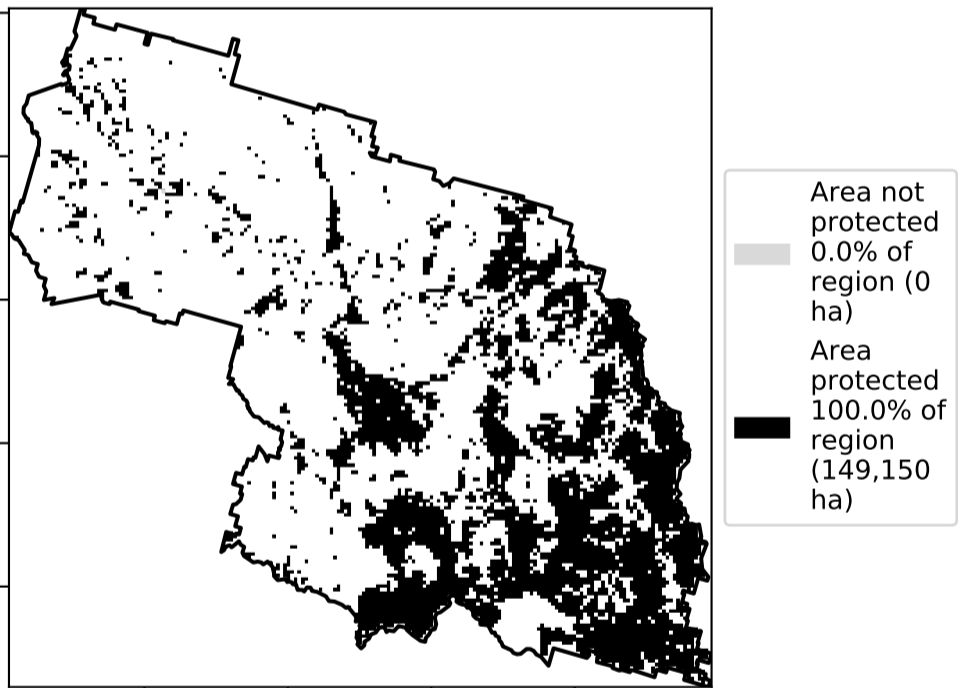 Area not
protected
0.0% of
region (0
ha)
Area
protected
100.0% of
region
(149,150
ha)